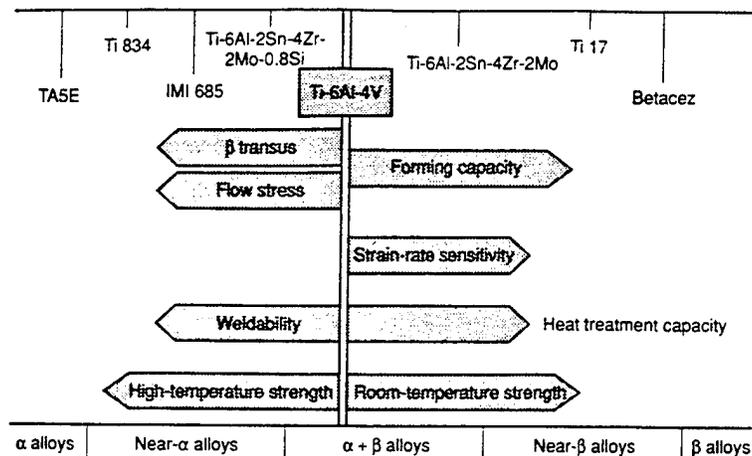 Ti 834
Ti-6Al-2Sn-4Zr-
2Mo-0.8Si
Ti-6Al-2Sn-4Zr-2Mo
Ti 17
TA5E
IMI 685
Ti-6Al-4V
Betacez
β transus
Forming capacity
Flow stress
Strain-rate sensitivity
Weldability
Heat treatment capacity
High-temperature strength
Room-temperature strength
α alloys
Near-α alloys
α + β alloys
Near-β alloys
β alloys